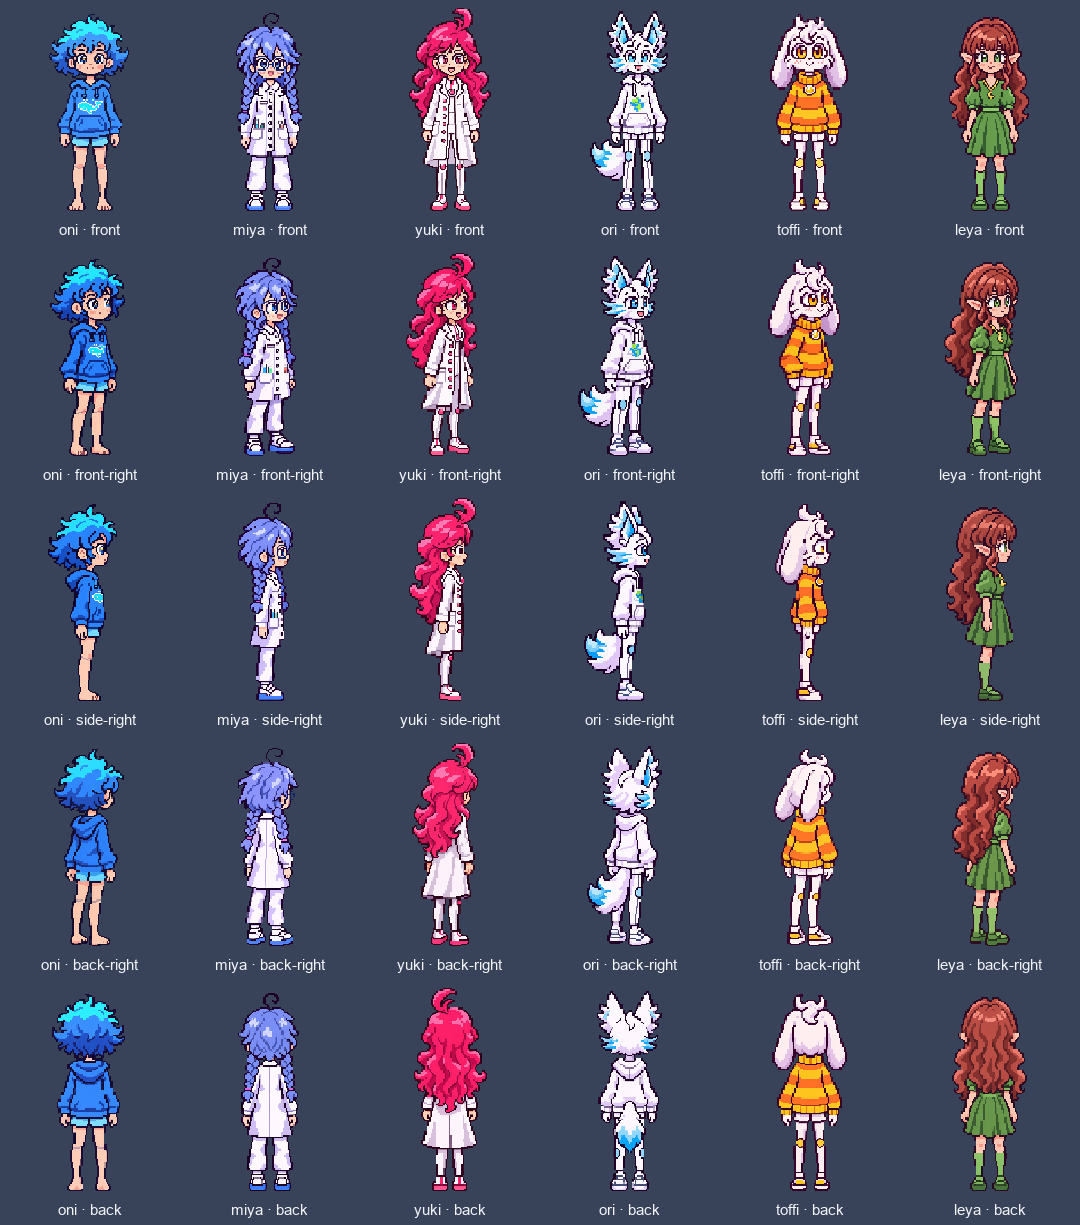 oni · front
miya · front
yuki · front
ori · front
toffi · front
leya · front
oni · front-right
miya · front-right
yuki · front-right
ori · front-right
toffi · front-right
leya · front-right
oni · side-right
miya · side-right
yuki · side-right
ori · side-right
toffi · side-right
leya · side-right
oni · back-right
miya · back-right
yuki · back-right
ori · back-right
toffi · back-right
leya · back-right
oni · back
miya · back
yuki · back
ori · back
toffi · back
leya · back